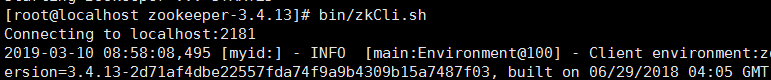 [root@localhost zookeeper-3.4.13]# bin/zkCli.sh
Connecting to localhost:2181
2019-03-10 08:58:08,495 [myid:] - INFO  [main:Environment@100] - Client environment:z
ersion=3.4.13-2d71af4dbe22557fda74f9a9b4309b15a7487f03, built on 06/29/2018 04:05 GMT